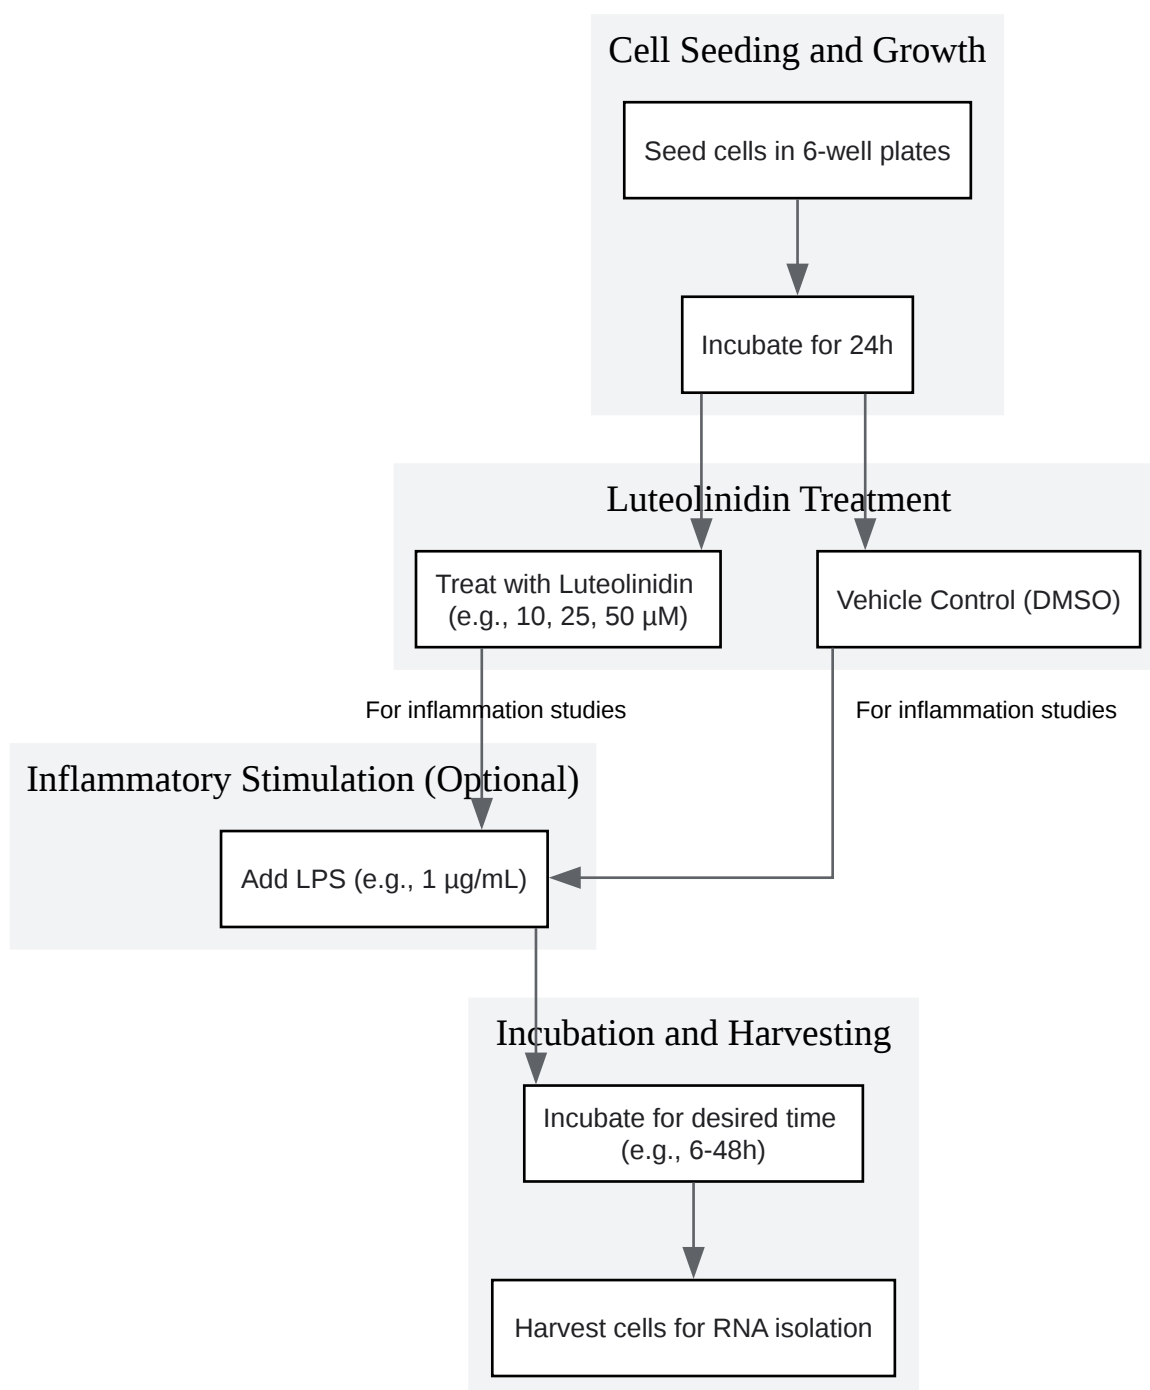 Cell Seeding and Growth
Seed cells in 6-well plates
Incubate for 24h
Luteolinidin Treatment
Treat with Luteolinidin
(e.g., 10, 25, 50 µM)
Vehicle Control (DMSO)
For inflammation studies
For inflammation studies
Inflammatory Stimulation (Optional)
Add LPS (e.g., 1 µg/mL)
Incubation and Harvesting
Incubate for desired time
(e.g., 6-48h)
Harvest cells for RNA isolation